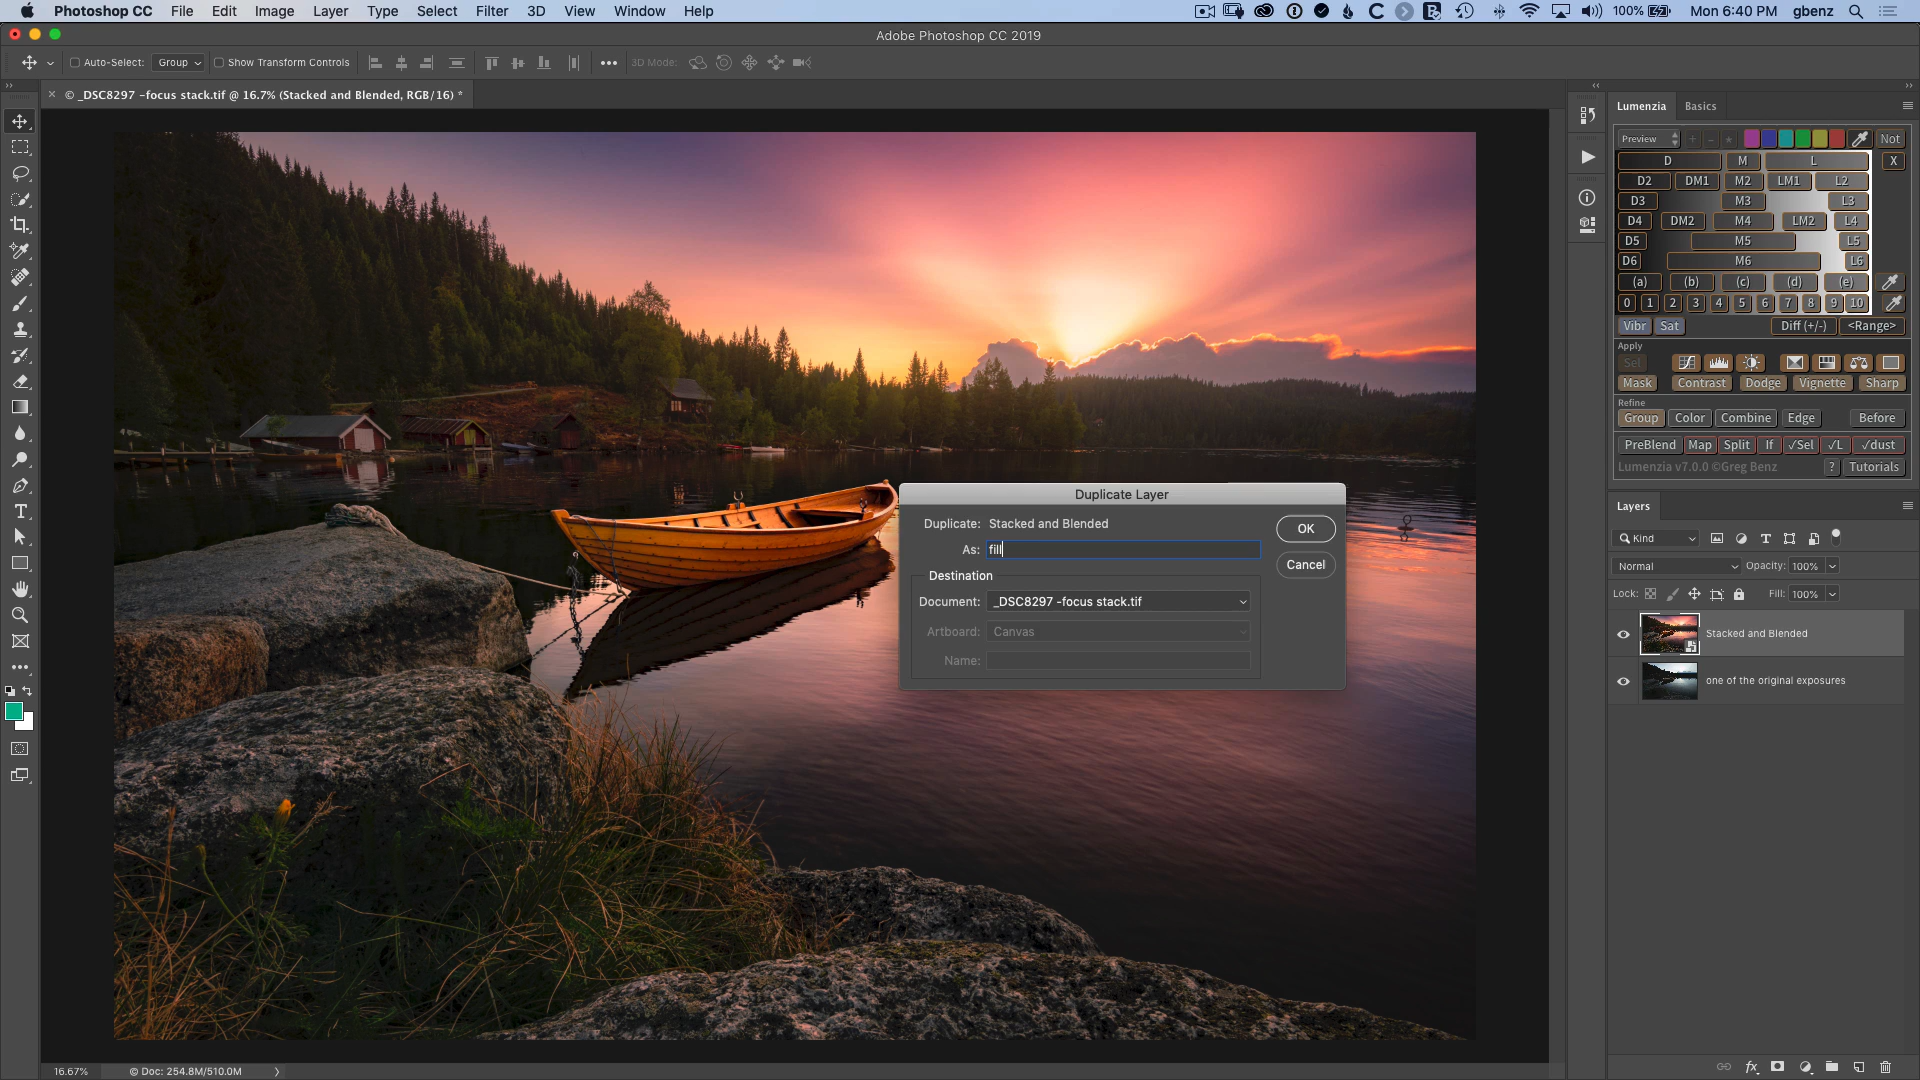 Photoshop CC File Edit Image Layer Type Select Filter 3D View Window Help 100% Mon 6:40 PM gbenz
Adobe Photoshop CC 2019
Auto-Select: Group Show Transform Controls 3D Mode:
© _DSC8297 -focus stack.tif @ 16.7% (Stacked and Blended, RGB/16) *
Lumenzia Basics
Preview Not
D M L X
D2 DM1 M2 LM1 L2
D3 M3 L3
D4 DM2 M4 LM2 L4
D5 M5 L5
D6 M6 L6
(a) (b) (c) (d) (e)
0 1 2 3 4 5 6 7 8 9 10
Vibr Sat Diff (+/-) <Range>
Apply
Sel
Mask Contrast Dodge Vignette Sharp
Refine
Group Color Combine Edge Before
PreBlend Map Split If √Sel √L √dust
Lumenzia v7.0.0 ©Greg Benz ? Tutorials
Duplicate Layer
Duplicate: Stacked and Blended
OK
As: fill
Cancel
Destination
Document: _DSC8297 -focus stack.tif
Artboard: Canvas
Name:
Layers
Kind
Normal Opacity: 100%
Lock: Fill: 100%
Stacked and Blended
one of the original exposures
16.67% © Doc: 254.8M/510.0M
fx